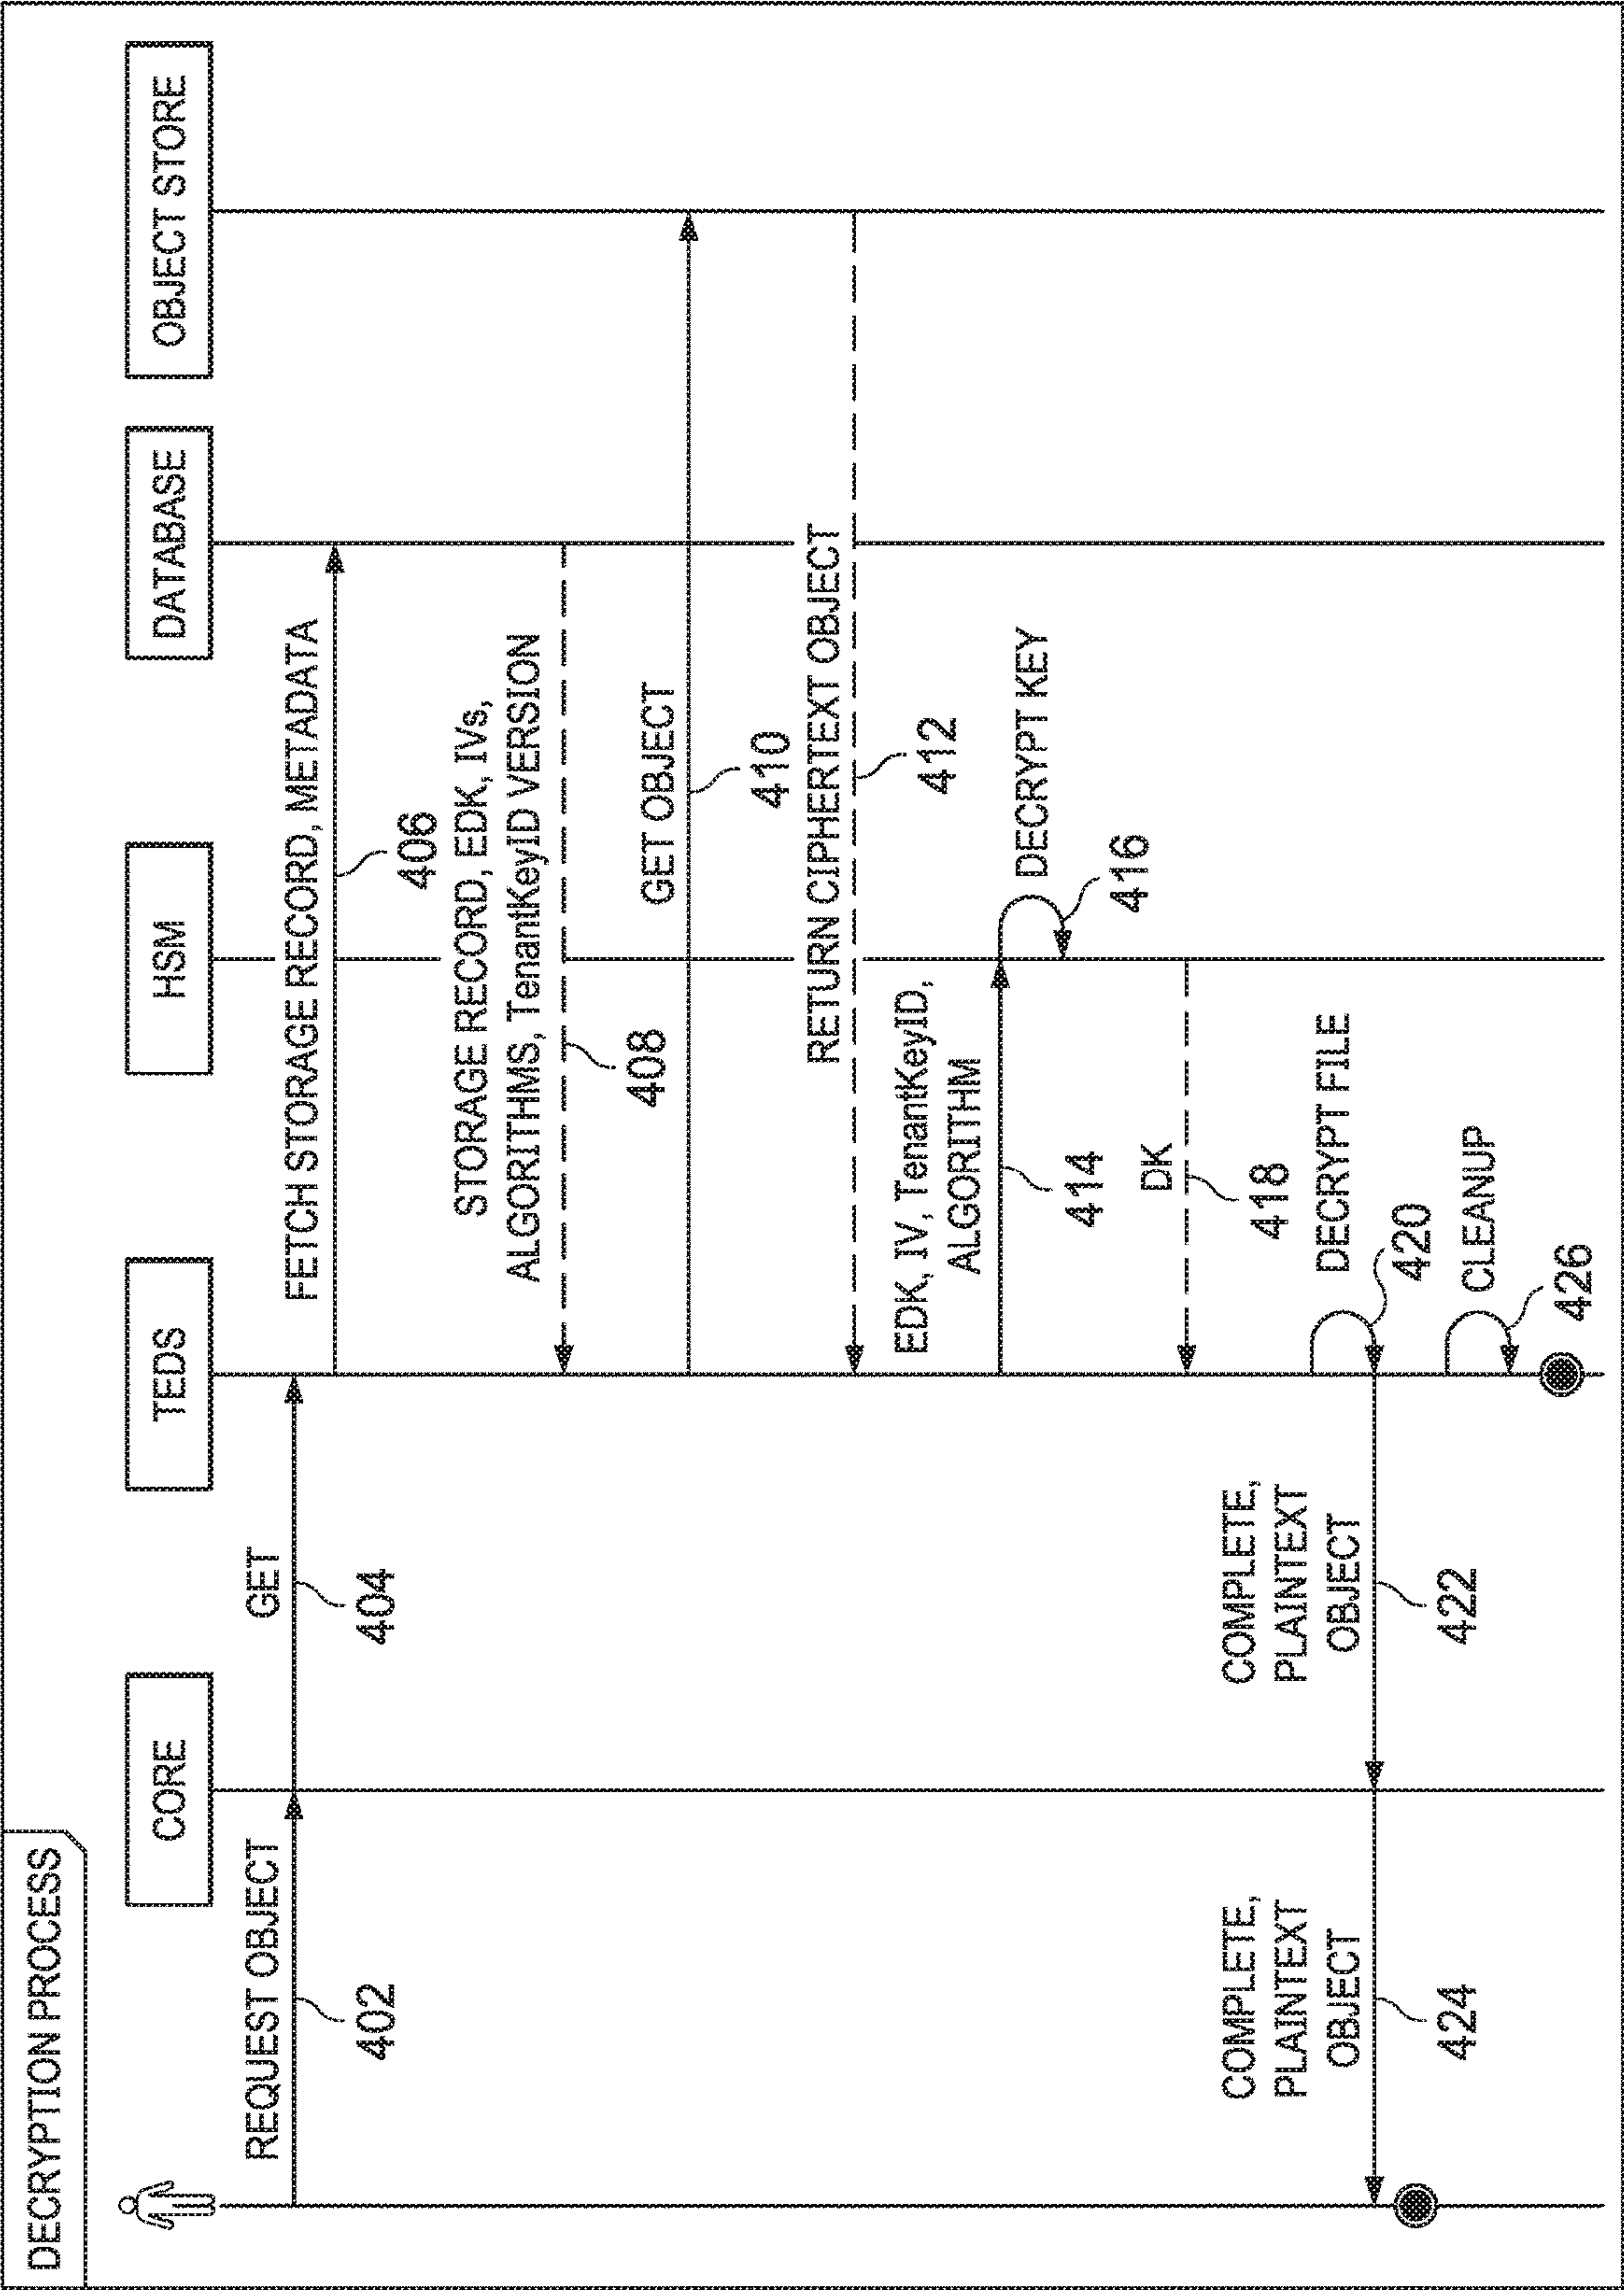 DECRYPTION PROCESS
CORE
TEDS
HSM
DATABASE
OBJECT STORE
REQUEST OBJECT
402
GET
404
FETCH STORAGE RECORD, METADATA
406
STORAGE RECORD, EDK, IVs,
ALGORITHMS, TenantKeyID VERSION
408
GET OBJECT
410
RETURN CIPHERTEXT OBJECT
412
EDK, IV, TenantKeyID,
ALGORITHM
414
DECRYPT KEY
416
DK
418
DECRYPT FILE
420
COMPLETE,
PLAINTEXT
OBJECT
422
COMPLETE,
PLAINTEXT
OBJECT
424
CLEANUP
426